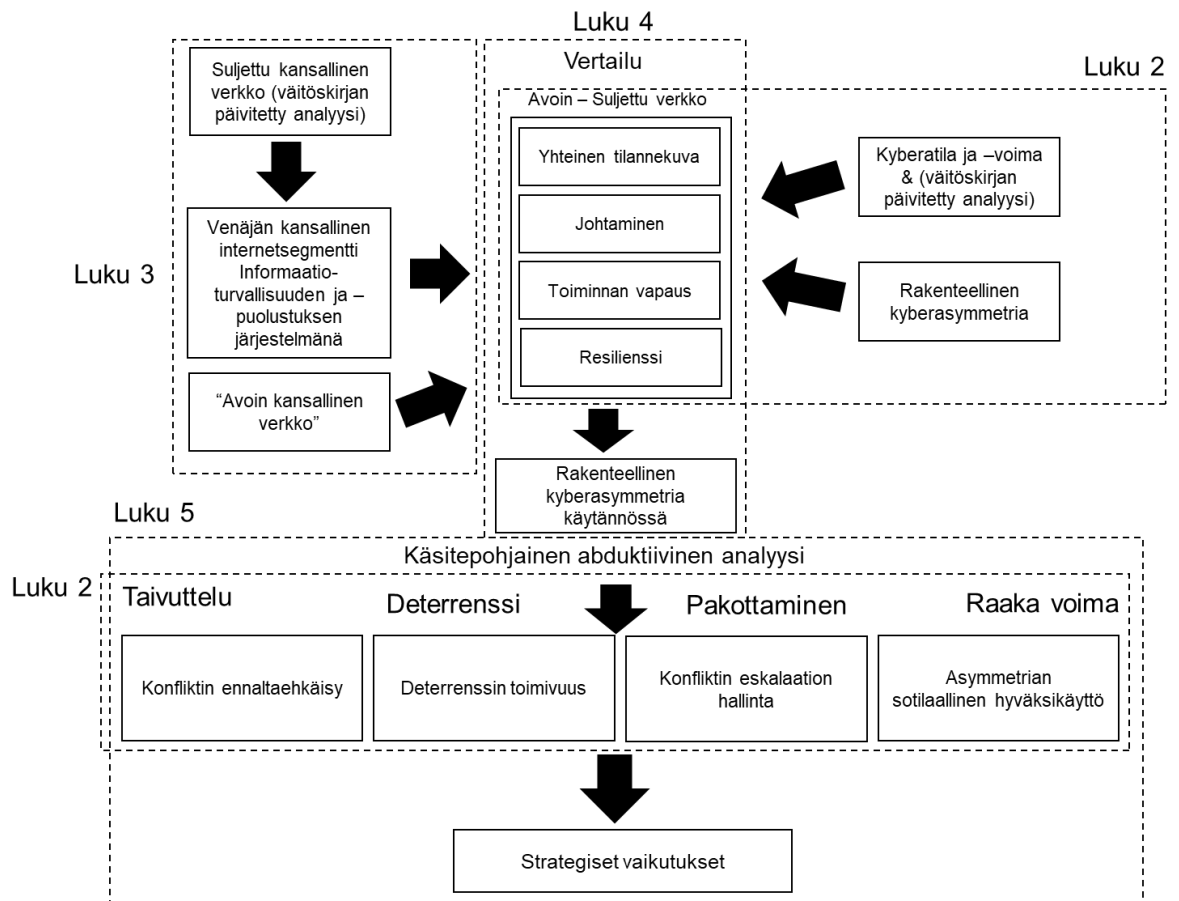 Luku 4
Vertailu
Avoin – Suljettu verkko
Yhteinen tilannekuva
Johtaminen
Toiminnan vapaus
Resilienssi
Luku 3
Suljettu kansallinen
verkko (väitöskirjan
päivitetty analyysi)
Venäjän kansallinen
internetsegmentti
Informaatio-
turvallisuuden ja –
puolustuksen
järjestelmänä
“Avoin kansallinen
verkko”
Luku 2
Kyberatila ja –voima
& (väitöskirjan
päivitetty analyysi)
Rakenteellinen
kyberasymmetria
Rakenteellinen
kyberasymmetria
käytännössä
Luku 5
Käsitepohjainen abduktiivinen analyysi
Luku 2
Taivuttelu
Deterrenssi
Pakottaminen
Raaka voima
Konfliktin ennaltaehkäisy
Deterrenssin toimivuus
Konfliktin eskalaation
hallinta
Asymmetrian
sotilaallinen hyväksikäyttö
Strategiset vaikutukset